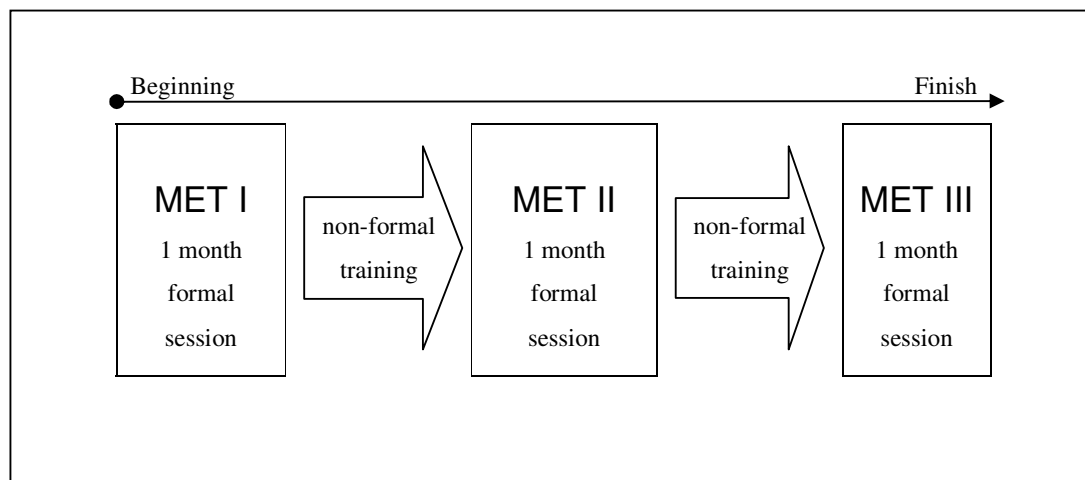 Beginning
Finish
MET I
1 month
formal
session
non-formal
training
MET II
1 month
formal
session
non-formal
training
MET III
1 month
formal
session